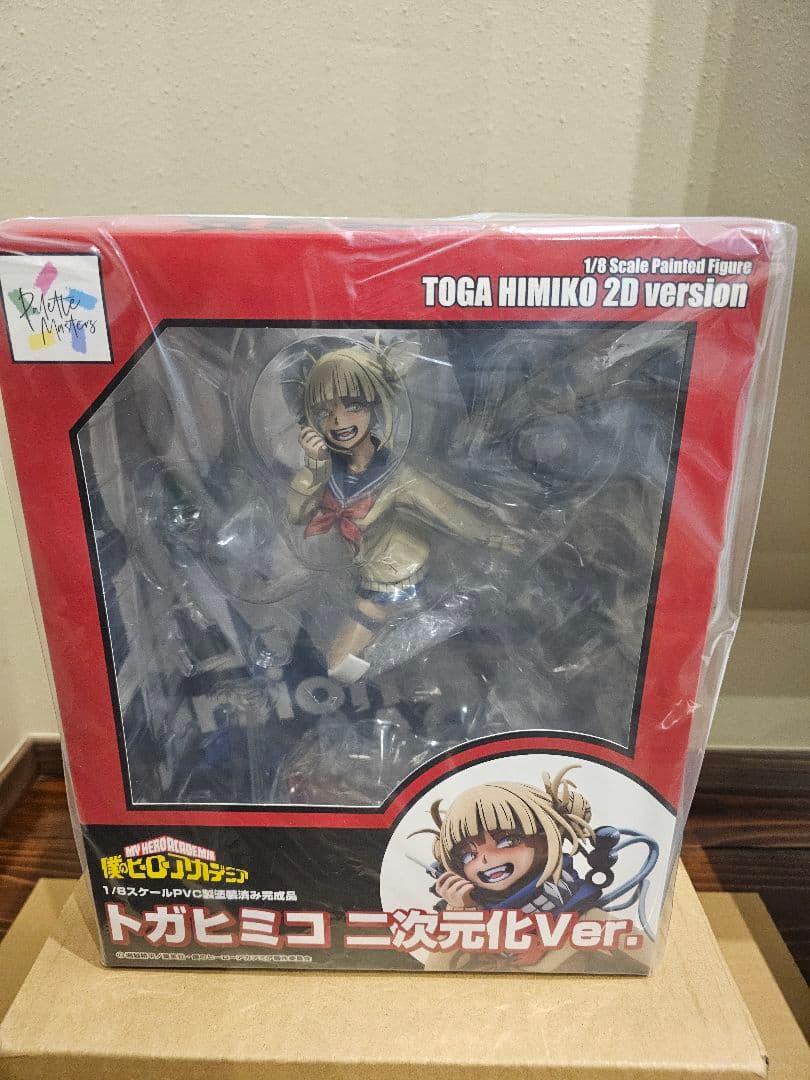 Palette
Masters
1/8 Scale Painted Figure
TOGA HIMIKO 2D version
MY HERO ACADEMIA
僕のヒーローアカデミア
1/8スケールPVC製塗装済み完成品
トガヒミコ 二次元化Ver.